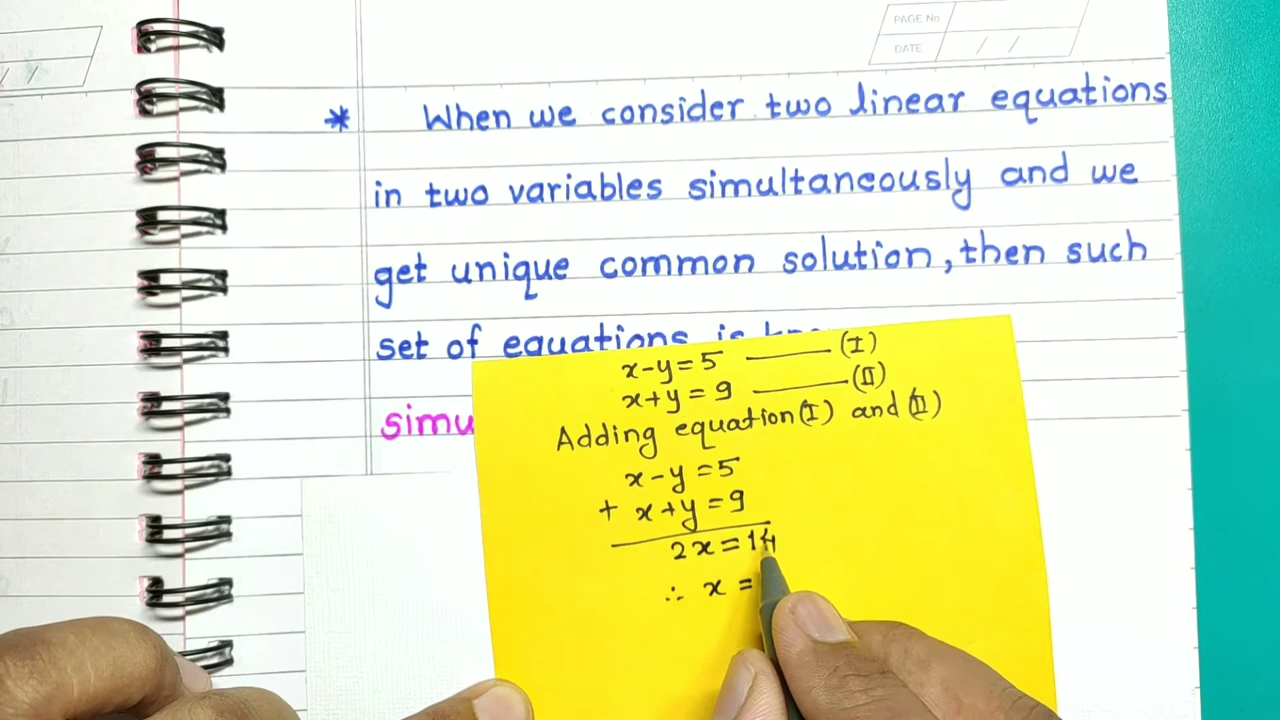 PAGE No
DATE / /
* When we consider two linear equations
in two variables simultaneously and we
get unique common solution, then such
set of equations is
x-y=5 —— (I)
x+y=9 —— (II)
Adding equation(I) and (II)
x-y=5
+ x+y=9
2x=14
∴ x =